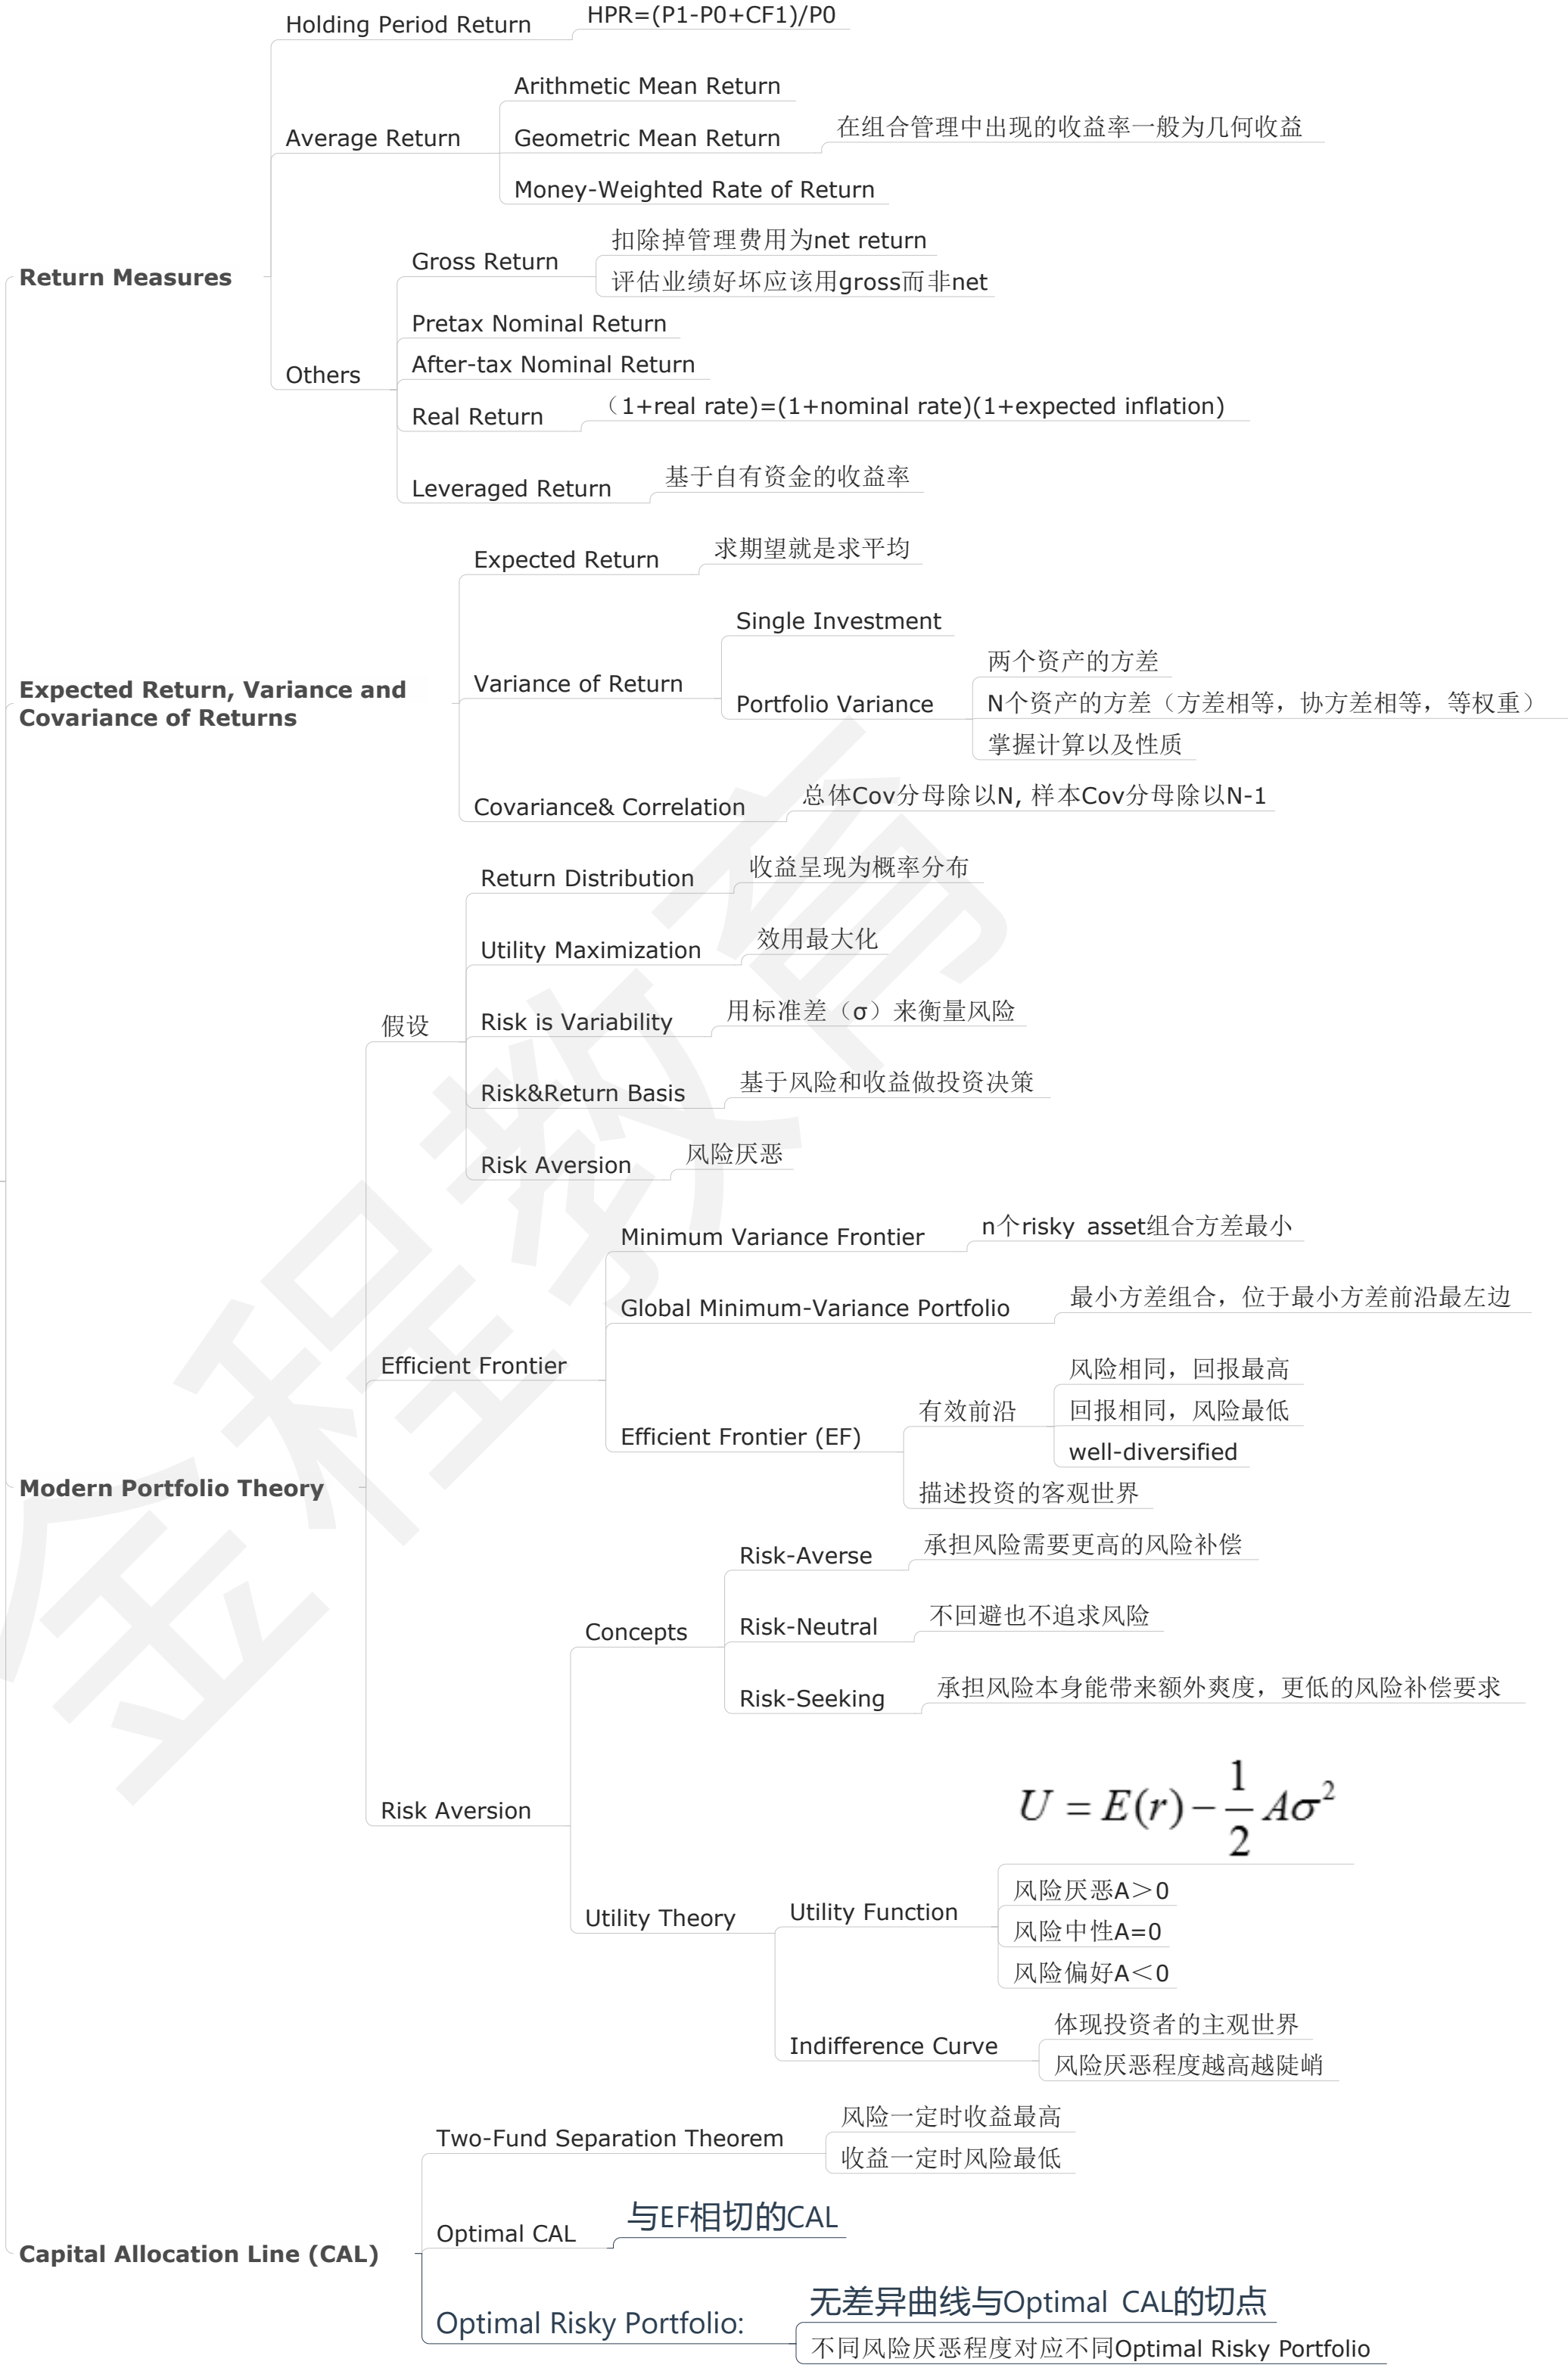 Return Measures
Holding Period Return
HPR=(P1-P0+CF1)/P0
Average Return
Arithmetic Mean Return
Geometric Mean Return
在组合管理中出现的收益率一般为几何收益
Money-Weighted Rate of Return
Others
Gross Return
扣除掉管理费用为net return
评估业绩好坏应该用gross而非net
Pretax Nominal Return
After-tax Nominal Return
Real Return
（1+real rate)=(1+nominal rate)(1+expected inflation)
Leveraged Return
基于自有资金的收益率
Expected Return, Variance and
Covariance of Returns
Expected Return
求期望就是求平均
Variance of Return
Single Investment
Portfolio Variance
两个资产的方差
N个资产的方差（方差相等，协方差相等，等权重）
掌握计算以及性质
Covariance& Correlation
总体Cov分母除以N, 样本Cov分母除以N-1
Modern Portfolio Theory
假设
Return Distribution
收益呈现为概率分布
Utility Maximization
效用最大化
Risk is Variability
用标准差（σ）来衡量风险
Risk&Return Basis
基于风险和收益做投资决策
Risk Aversion
风险厌恶
Efficient Frontier
Minimum Variance Frontier
n个risky asset组合方差最小
Global Minimum-Variance Portfolio
最小方差组合，位于最小方差前沿最左边
Efficient Frontier (EF)
有效前沿
风险相同，回报最高
回报相同，风险最低
well-diversified
描述投资的客观世界
Risk Aversion
Concepts
Risk-Averse
承担风险需要更高的风险补偿
Risk-Neutral
不回避也不追求风险
Risk-Seeking
承担风险本身能带来额外爽度，更低的风险补偿要求
Utility Theory
Utility Function
U = E(r) − 1/2 Aσ²
风险厌恶A＞0
风险中性A=0
风险偏好A＜0
Indifference Curve
体现投资者的主观世界
风险厌恶程度越高越陡峭
Capital Allocation Line (CAL)
Two-Fund Separation Theorem
风险一定时收益最高
收益一定时风险最低
Optimal CAL
与EF相切的CAL
Optimal Risky Portfolio:
无差异曲线与Optimal CAL的切点
不同风险厌恶程度对应不同Optimal Risky Portfolio
金程教育